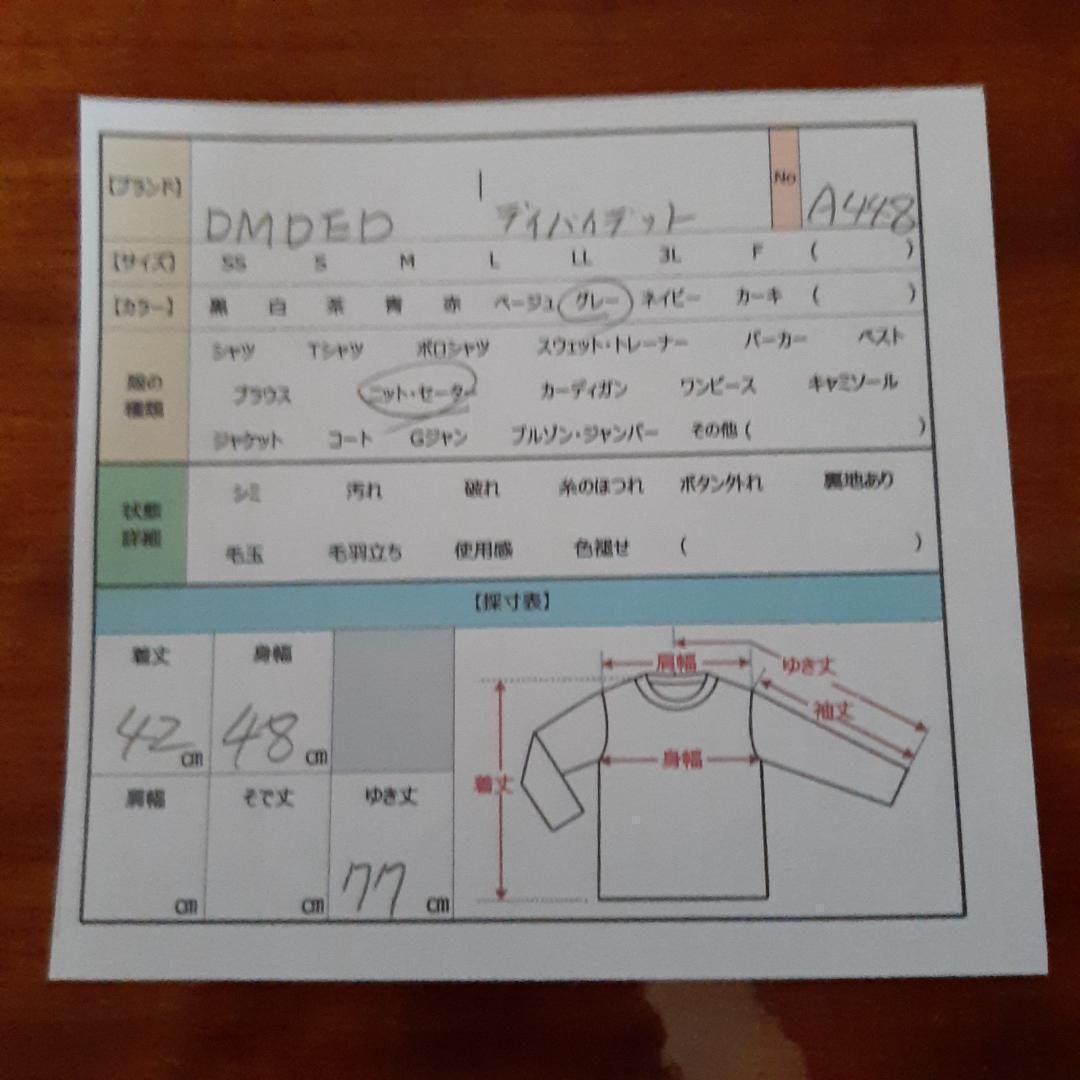 【ブランド】 DMDED ディバイデット No A448
【サイズ】 SS S M L LL 3L F ( )
【カラー】 黒 白 茶 青 赤 ベージュ グレー ネイビー カーキ ( )
服の種類
シャツ Tシャツ ポロシャツ スウェット・トレーナー パーカー ベスト
ブラウス ニット・セーター カーディガン ワンピース キャミソール
ジャケット コート Gジャン ブルゾン・ジャンパー その他 ( )
状態詳細
シミ 汚れ 破れ 糸のほつれ ボタン外れ 裏地あり
毛玉 毛羽立ち 使用感 色褪せ ( )
【採寸表】
着丈 身幅
42 cm 48 cm
肩幅 そで丈 ゆき丈
cm cm 77 cm
肩幅 ゆき丈
袖丈
身幅
着丈